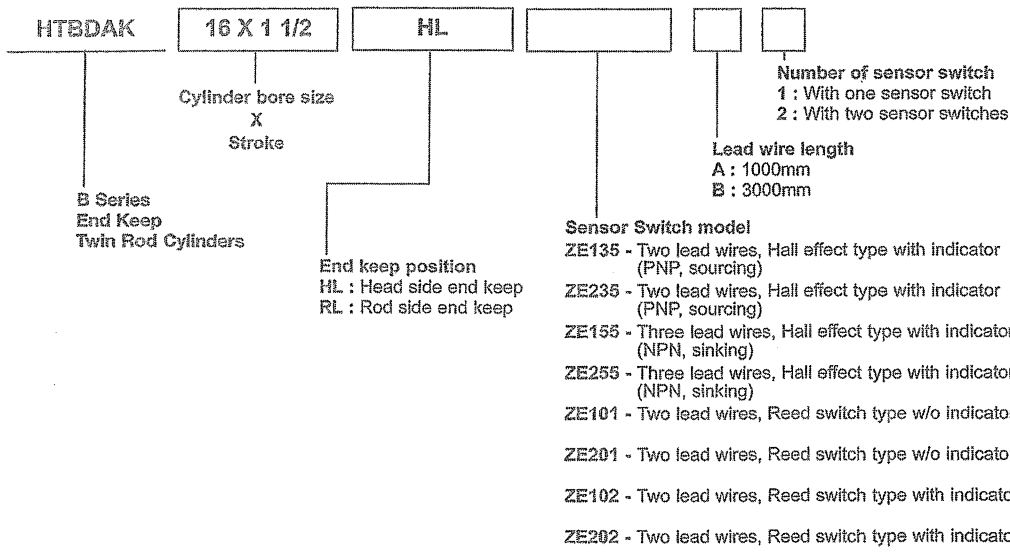 HTBDAK 16 X 1 1/2 HL
Number of sensor switch
1 : With one sensor switch
2 : With two sensor switches
Cylinder bore size
X
Stroke
Lead wire length
A : 1000mm
B : 3000mm
B Series
End Keep
Twin Rod Cylinders
End keep position
HL : Head side end keep
RL : Rod side end keep
Sensor Switch model
ZE135 - Two lead wires, Hall effect type with indicator
(PNP, sourcing)
ZE235 - Two lead wires, Hall effect type with indicator
(PNP, sourcing)
ZE155 - Three lead wires, Hall effect type with indicator
(NPN, sinking)
ZE255 - Three lead wires, Hall effect type with indicator
(NPN, sinking)
ZE101 - Two lead wires, Reed switch type w/o indicato
ZE201 - Two lead wires, Reed switch type w/o indicato
ZE102 - Two lead wires, Reed switch type with indicato
ZE202 - Two lead wires, Reed switch type with indicato